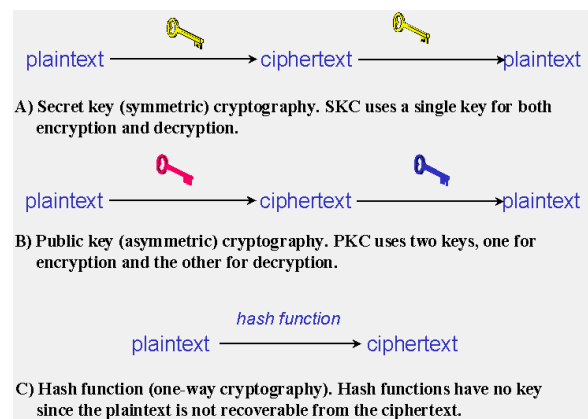 plaintext ciphertext plaintext
A) Secret key (symmetric) cryptography. SKC uses a single key for both
encryption and decryption.
plaintext ciphertext plaintext
B) Public key (asymmetric) cryptography. PKC uses two keys, one for
encryption and the other for decryption.
hash function
plaintext ciphertext
C) Hash function (one-way cryptography). Hash functions have no key
since the plaintext is not recoverable from the ciphertext.